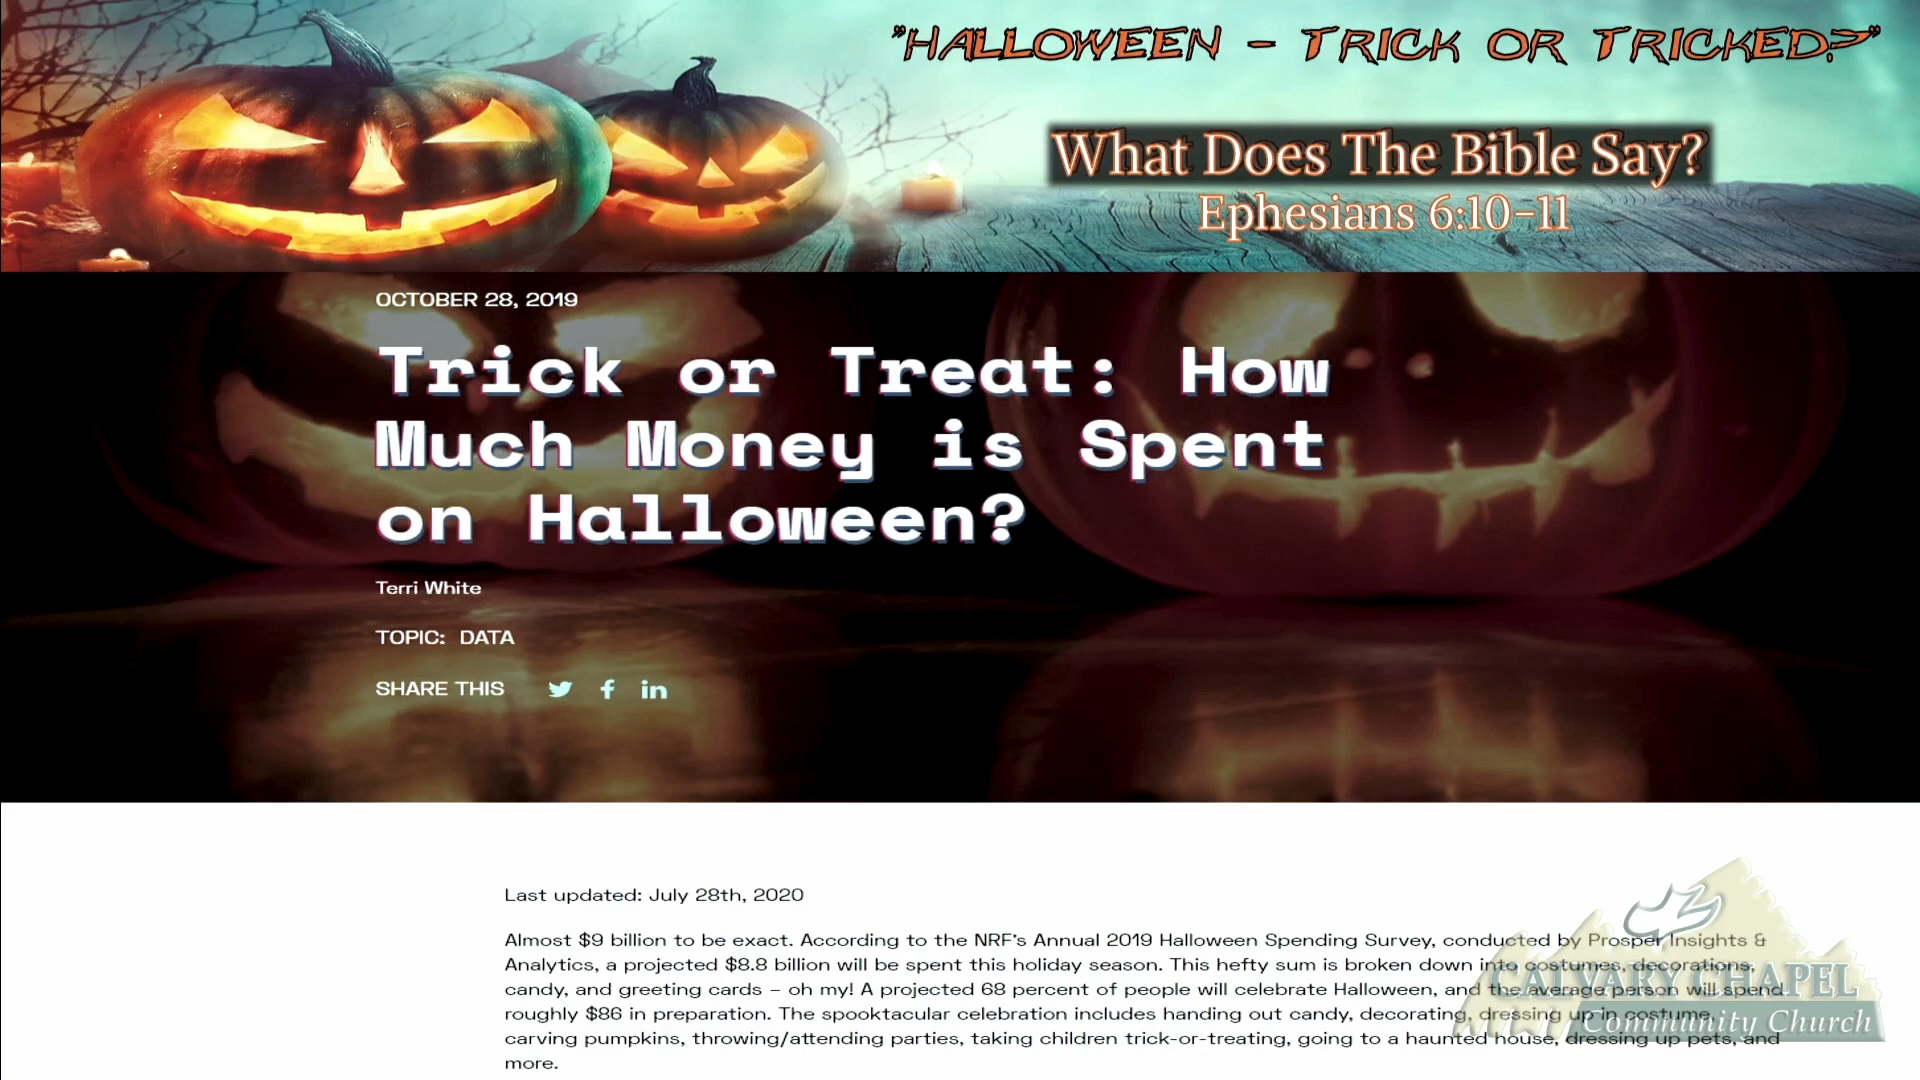 "HALLOWEEN - TRICK OR TRICKED?"
What Does The Bible Say?
Ephesians 6:10-11
OCTOBER 28, 2019
Trick or Treat: How
Much Money is Spent
on Halloween?
Terri White
TOPIC: DATA
SHARE THIS
Last updated: July 28th, 2020
Almost $9 billion to be exact. According to the NRF's Annual 2019 Halloween Spending Survey, conducted by Prosper Insights &
Analytics, a projected $8.8 billion will be spent this holiday season. This hefty sum is broken down into costumes, decorations,
candy, and greeting cards – oh my! A projected 68 percent of people will celebrate Halloween, and the average person will spend
roughly $86 in preparation. The spooktacular celebration includes handing out candy, decorating, dressing up in costume,
carving pumpkins, throwing/attending parties, taking children trick-or-treating, going to a haunted house, dressing up pets, and
more.
CALVARY CHAPEL
Community Church